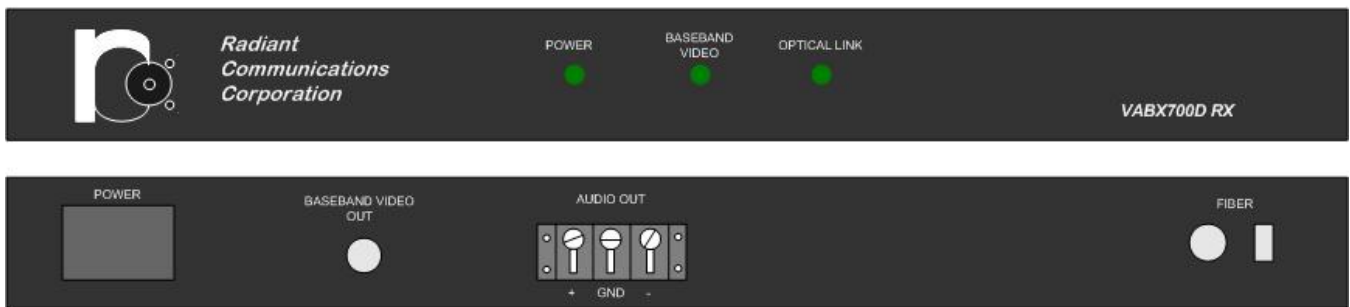 Radiant
Communications
Corporation
POWER
BASEBAND
VIDEO
OPTICAL LINK
VABX700D RX
POWER
BASEBAND VIDEO
OUT
AUDIO OUT
+ GND -
FIBER